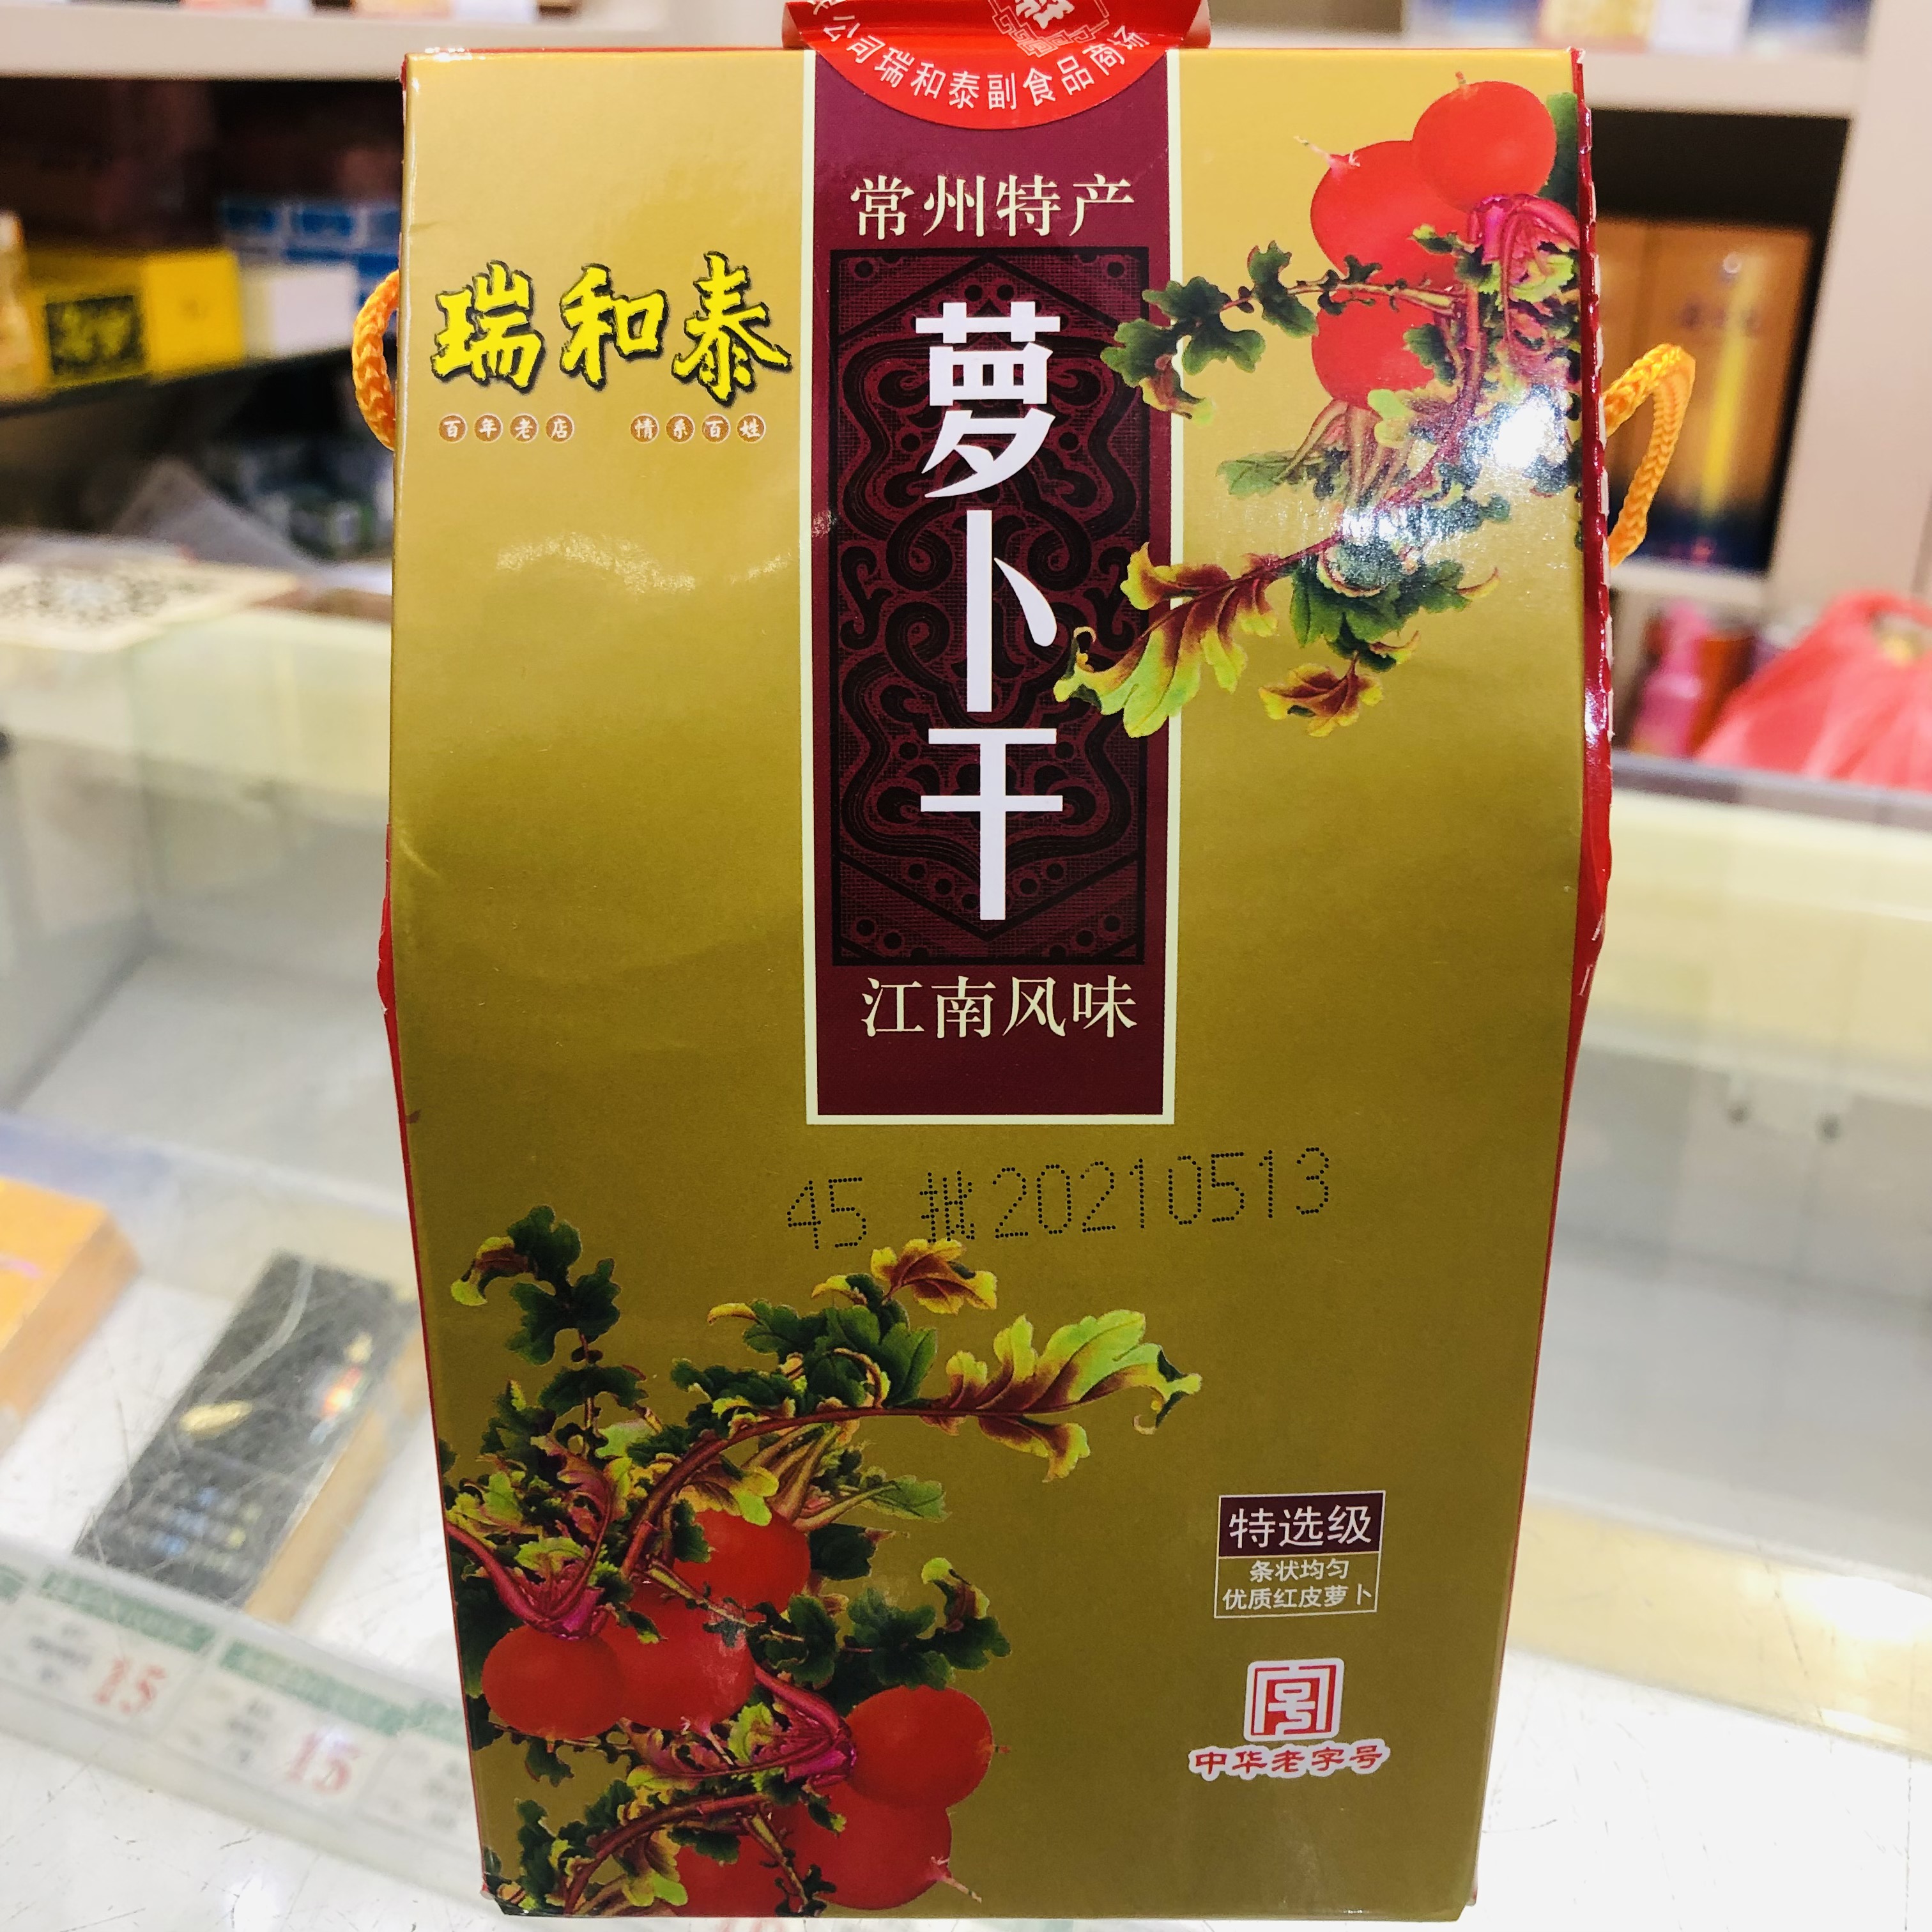 公司瑞和泰副食品商场
常州特产
瑞和泰
百年老店 情系百姓
萝卜干
江南风味
45 批20210513
特选级
条状均匀
优质红皮萝卜
中华老字号
15
15